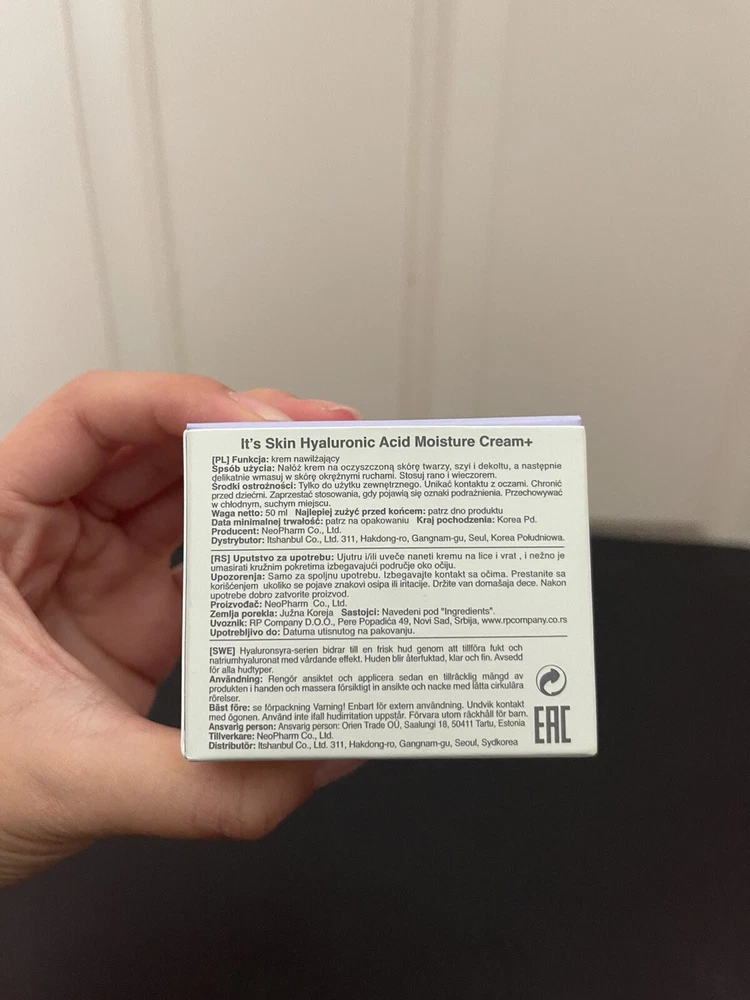 It's Skin Hyaluronic Acid Moisture Cream+
[PL] Funkcja: krem nawilżający
Spsób użycia: Nałóż krem na oczyszczoną skórę twarzy, szyi i dekoltu, a następnie
delikatnie wmasuj w skórę okrężnymi ruchami. Stosuj rano i wieczorem.
Środki ostrożności: Tylko do użytku zewnętrznego. Unikać kontaktu z oczami. Chronić
przed dziećmi. Zaprzestać stosowania, gdy pojawią się oznaki podrażnienia. Przechowywać
w chłodnym, suchym miejscu.
Waga netto: 50 ml Najlepiej zużyć przed końcem: patrz dno produktu
Data minimalnej trwałość: patrz na opakowaniu Kraj pochodzenia: Korea Pd.
Producent: NeoPharm Co., Ltd.
Dystrybutor: Itshanbul Co., Ltd. 311, Hakdong-ro, Gangnam-gu, Seul, Korea Południowa.
[RS] Uputstvo za upotrebu: Ujutru i/ili uveče naneti kremu na lice i vrat , i nežno je
umasirati kružnim pokretima izbegavajući područje oko očiju.
Upozorenja: Samo za spoljnu upotrebu. Izbegavajte kontakt sa očima. Prestanite sa
korišćenjem ukoliko se pojave znakovi osipa ili iritacije. Držite van domašaja dece. Nakon
upotrebe dobro zatvorite proizvod.
Proizvođač: NeoPharm Co., Ltd.
Zemlja porekla: Južna Koreja Sastojci: Navedeni pod "Ingredients".
Uvoznik: RP Company D.O.O., Pere Popadića 49, Novi Sad, Srbija, www.rpcompany.co.rs
Upotrebljivo do: Datuma utisnutog na pakovanju.
[SWE] Hyaluronsyra-serien bidrar till en frisk hud genom att tillföra fukt och
natriumhyaluronat med vårdande effekt. Huden blir återfuktad, klar och fin. Avsedd
för alla hudtyper.
Användning: Rengör ansiktet och applicera sedan en tillräcklig mängd av
produkten i handen och massera försiktigt in ansikte och nacke med lätta cirkulära
rörelser.
Bäst före: se förpackning Varning! Enbart för extern användning. Undvik kontakt
med ögonen. Använd inte ifall hudirritation uppstår. Förvara utom räckhåll för barn.
Ansvarig person: Ansvarig person: Orien Trade OÜ, Saalungi 18, 50411 Tartu, Estonia
Tillverkare: NeoPharm Co., Ltd.
Distributör: Itshanbul Co., Ltd. 311, Hakdong-ro, Gangnam-gu, Seoul, Sydkorea
EAC